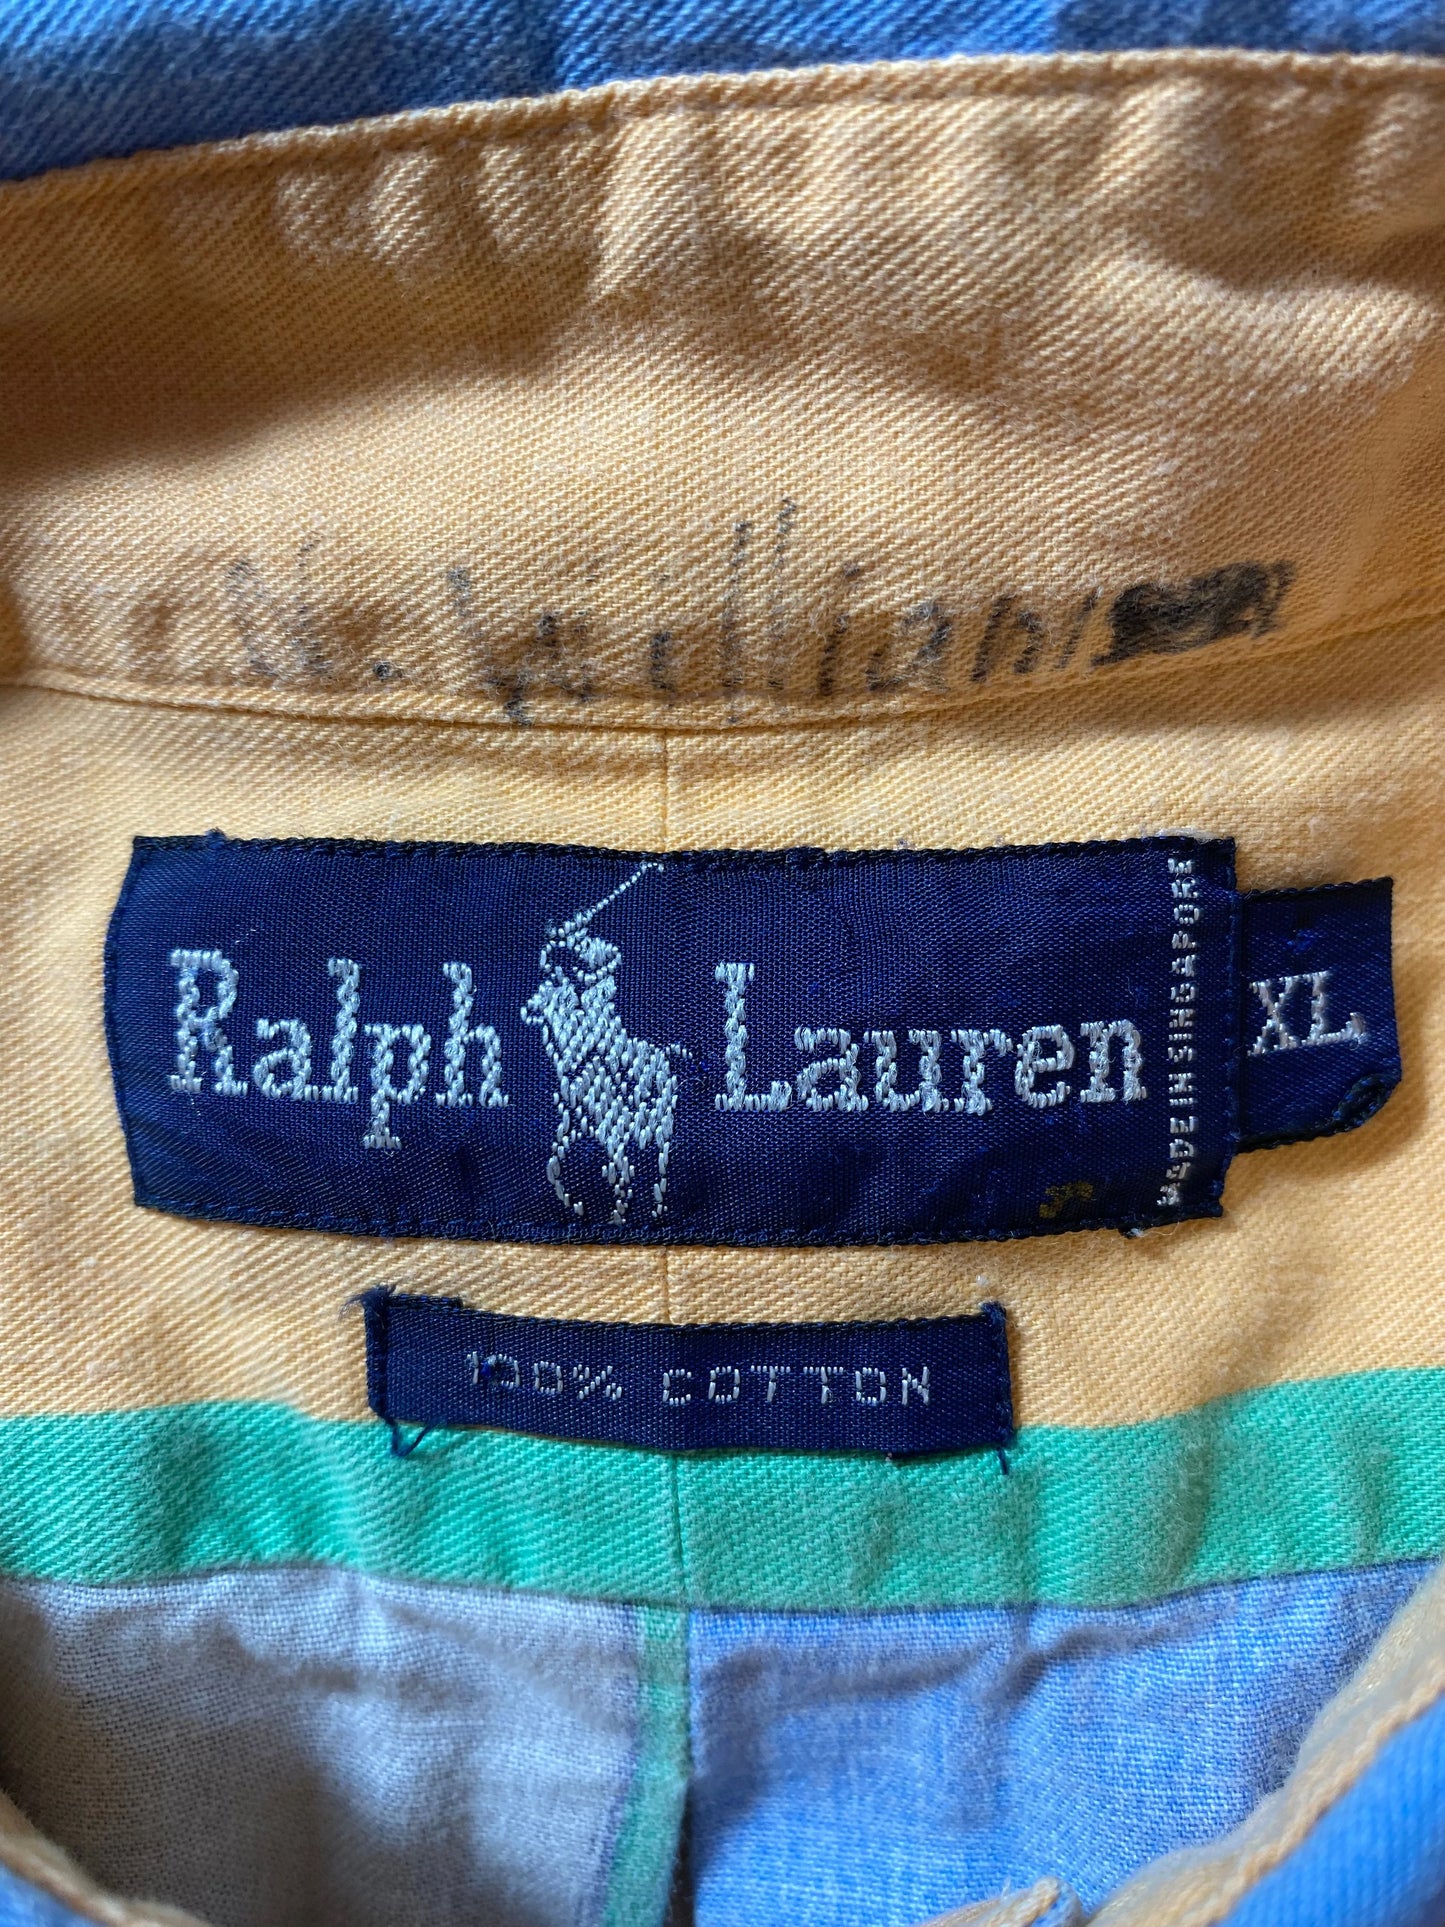 Ralph Lauren
MADE IN SINGAPORE
XL
100% COTTON